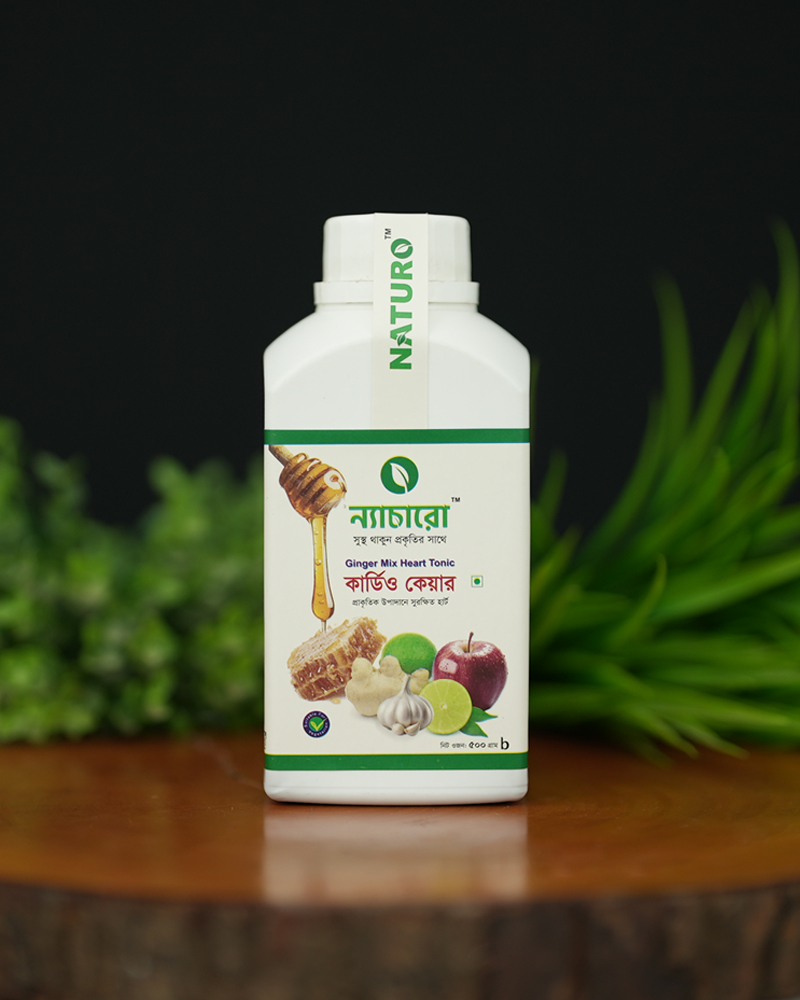 NATURO™
ন্যাচারো™
সুস্থ থাকুন প্রকৃতির সাথে
Ginger Mix Heart Tonic
কার্ডিও কেয়ার
প্রাকৃতিক উপাদানে সুরক্ষিত হার্ট
নিট ওজন: ৫০০ গ্রাম b